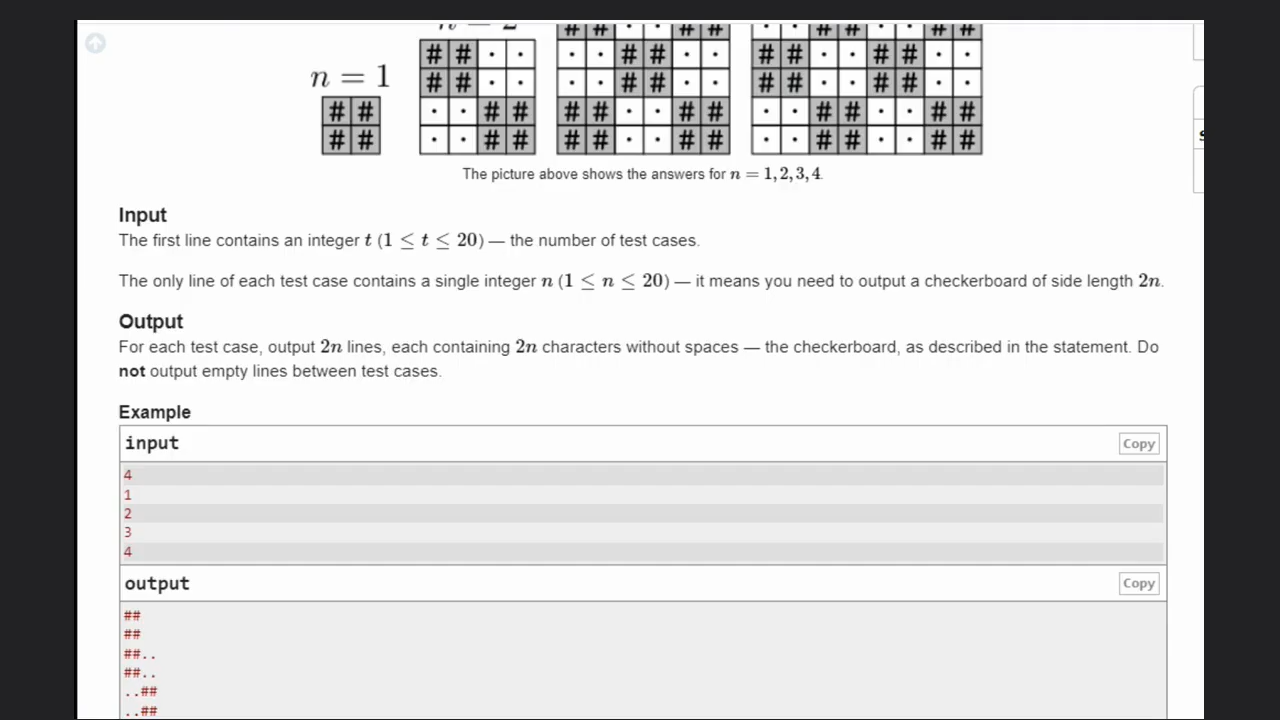 n = 2
n = 1
## ## . . ## ## . . ## ## ## ## . . ## ## . .
## . . . . ## . . ## . . ## . .
The picture above shows the answers for n = 1, 2, 3, 4.
Input
The first line contains an integer t (1 ≤ t ≤ 20) — the number of test cases.
The only line of each test case contains a single integer n (1 ≤ n ≤ 20) — it means you need to output a checkerboard of side length 2n.
Output
For each test case, output 2n lines, each containing 2n characters without spaces — the checkerboard, as described in the statement. Do
not output empty lines between test cases.
Example
input
Copy
4
1
2
3
4
output
Copy
##
##
##..
##..
..##
..##